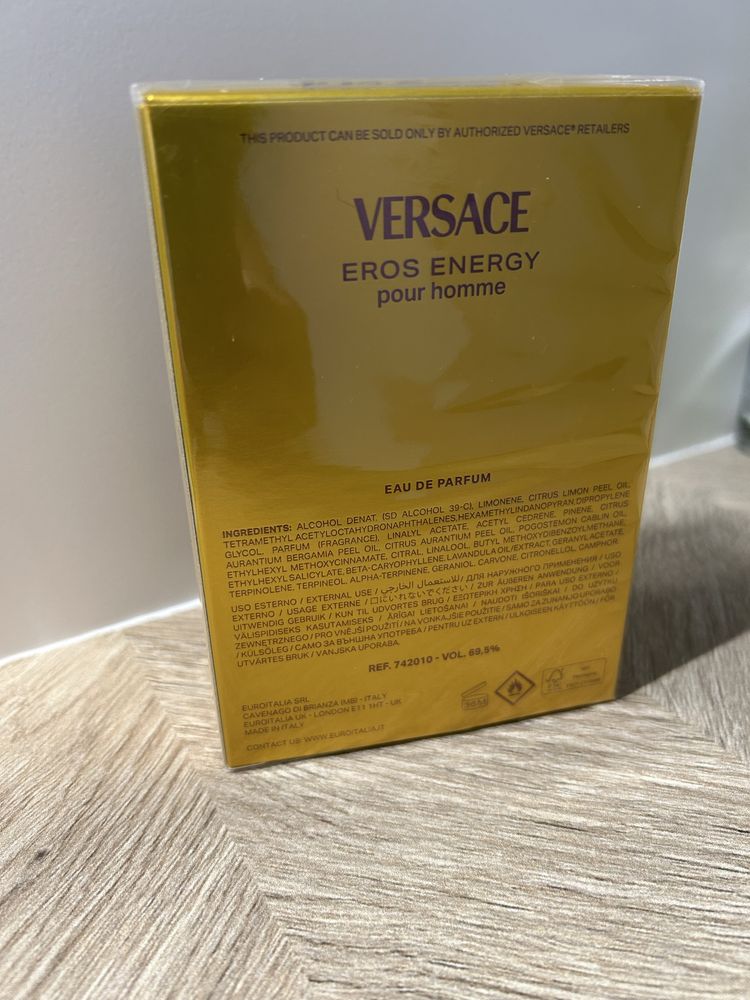 THIS PRODUCT CAN BE SOLD ONLY BY AUTHORIZED VERSACE® RETAILERS
VERSACE
EROS ENERGY
pour homme
EAU DE PARFUM
INGREDIENTS: ALCOHOL DENAT. (SD ALCOHOL 39-C), LIMONENE, CITRUS LIMON PEEL OIL,
TETRAMETHYL ACETYLOCTAHYDRONAPHTHALENES, HEXAMETHYLINDANOPYRAN, DIPROPYLENE
GLYCOL, PARFUM (FRAGRANCE), LINALYL ACETATE, ACETYL CEDRENE, PINENE, CITRUS
AURANTIUM BERGAMIA PEEL OIL, CITRUS AURANTIUM PEEL OIL, POGOSTEMON CABLIN OIL,
ETHYLHEXYL METHOXYCINNAMATE, CITRAL, LINALOOL, BUTYL METHOXYDIBENZOYLMETHANE,
ETHYLHEXYL SALICYLATE, BETA-CARYOPHYLLENE, LAVANDULA OIL/EXTRACT, GERANYL ACETATE,
TERPINOLENE, TERPINEOL, ALPHA-TERPINENE, GERANIOL, CARVONE, CITRONELLOL, CAMPHOR
USO ESTERNO / EXTERNAL USE / للاستعمال الخارجي / ДЛЯ НАРУЖНОГО ПРИМЕНЕНИЯ / USO
EXTERNO / USAGE EXTERNE / 口にいれないでください / ZUR ÄUßEREN ANWENDUNG / VOOR
UITWENDIG GEBRUIK / KUN TIL UDVORTES BRUG / ΕΞΩΤΕΡΙΚΗ ΧΡΗΣΗ / PARA USO EXTERNO /
VÄLISPIDISEKS KASUTAMISEKS / ĀRĪGAI LIETOŠANAI / NAUDOTI IŠORIŠKAI / DO UŻYTKU
ZEWNĘTRZNEGO / PRO VNĚJŠÍ POUŽITÍ / NA VONKAJŠIE POUŽITIE / SAMO ZA ZUNANJO UPORABO
/ KÜLSŐLEG / САМО ЗА ВЪНШНА УПОТРЕБА / PENTRU UZ EXTERN / ULKOISEEN KÄYTTÖÖN / FÖR
UTVÄRTES BRUK / VANJSKA UPORABA.
REF. 742010 - VOL. 69,5%
EUROITALIA SRL
CAVENAGO DI BRIANZA (MB) - ITALY
EUROITALIA UK - LONDON E11 1HT - UK
MADE IN ITALY
CONTACT US: WWW.EUROITALIA.IT
36M
FSC